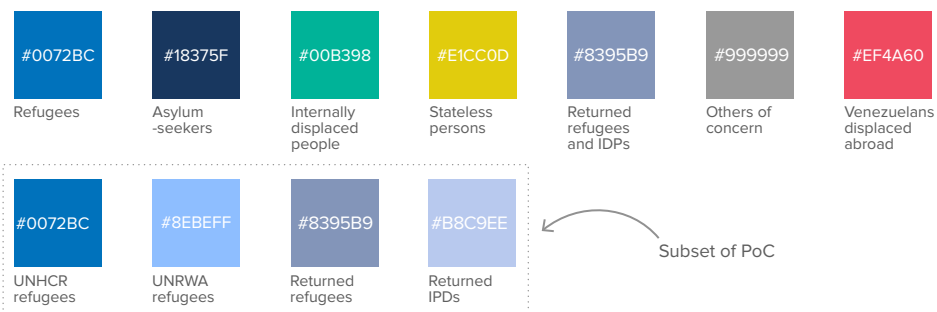 #0072BC
#18375F
#00B398
#E1CC0D
#8395B9
#999999
#EF4A60
Refugees
Asylum
-seekers
Internally
displaced
people
Stateless
persons
Returned
refugees
and IDPs
Others of
concern
Venezuelans
displaced
abroad
#0072BC
#8EBEFF
#8395B9
#B8C9EE
UNHCR
refugees
UNRWA
refugees
Returned
refugees
Returned
IPDs
Subset of PoC